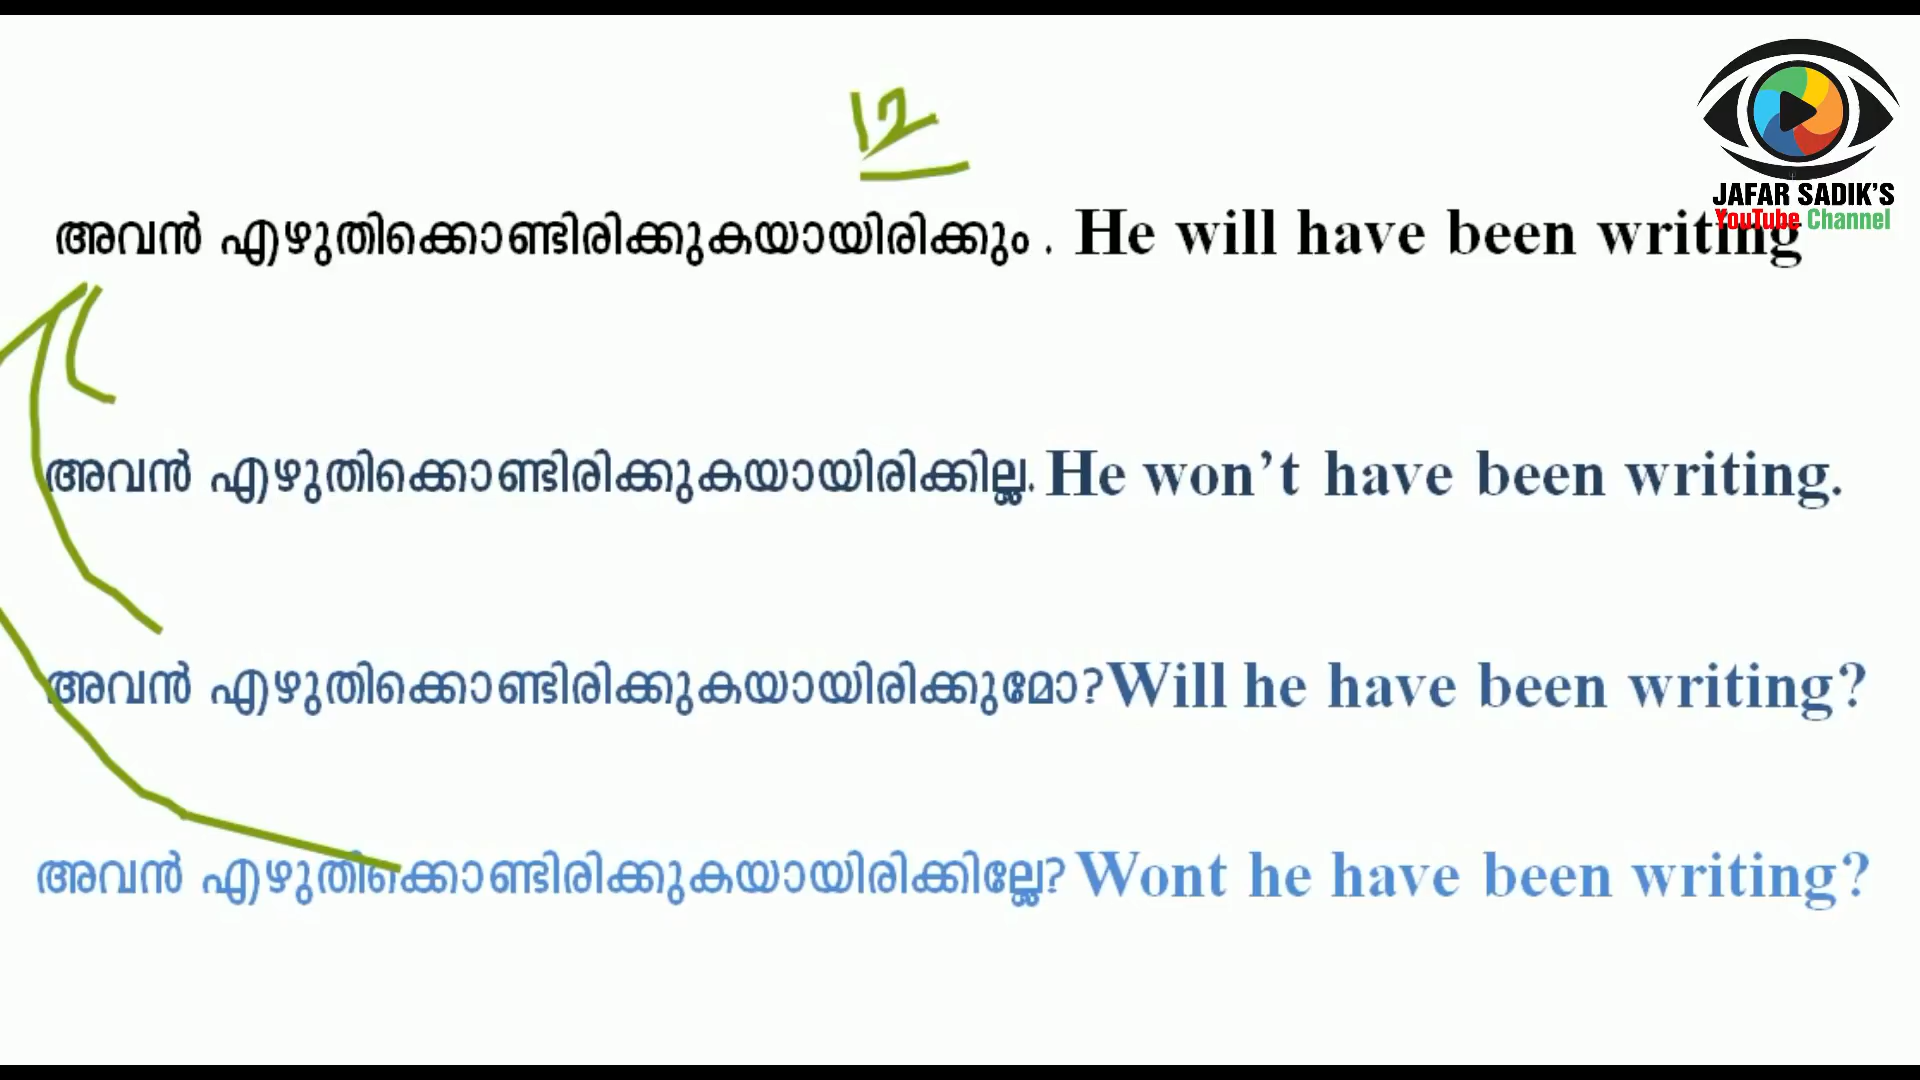 12
JAFAR SADIK'S
YouTube Channel
അവൻ എഴുതിക്കൊണ്ടിരിക്കുകയായിരിക്കും . He will have been writing
അവൻ എഴുതിക്കൊണ്ടിരിക്കുകയായിരിക്കില്ല. He won’t have been writing.
അവൻ എഴുതിക്കൊണ്ടിരിക്കുകയായിരിക്കുമോ?Will he have been writing?
അവൻ എഴുതിക്കൊണ്ടിരിക്കുകയായിരിക്കില്ലേ? Wont he have been writing?